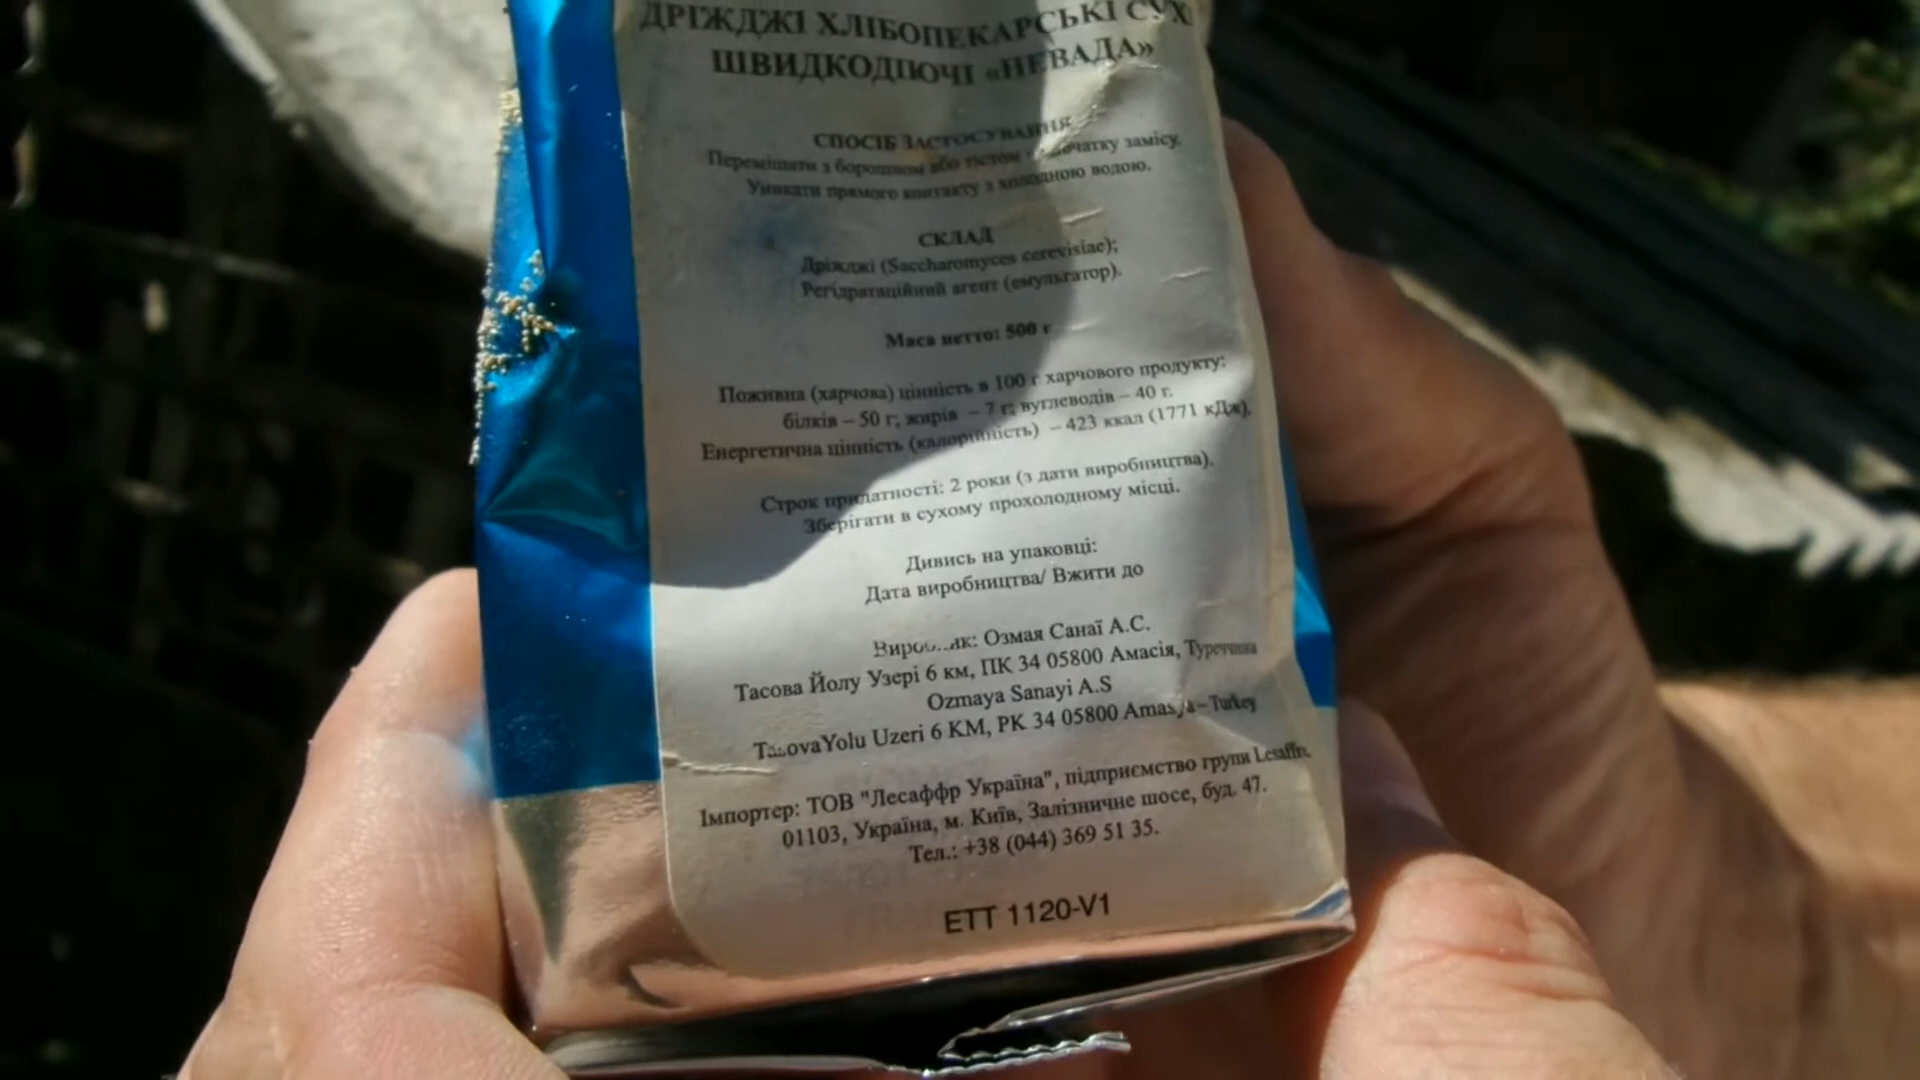 ДРІЖДЖІ ХЛІБОПЕКАРСЬКІ СУХ
ШВИДКОДІЮЧІ «НЕВАДА»
СПОСІБ ЗАСТОСУВАННЯ
Перемішати з борошном або тістом початку замісу.
Уникати прямого контакту з холодною водою.
СКЛАД
Дріжджі (Saccharomyces cerevisiae);
Регідратаційний агент (емульгатор).
Маса нетто: 500 г
Поживна (харчова) цінність в 100 г харчового продукту:
білків – 50 г; жирів – 7 г; вуглеводів – 40 г.
Енергетична цінність (калорійність) – 423 ккал (1771 кДж).
Строк придатності: 2 роки (з дати виробництва).
Зберігати в сухому прохолодному місці.
Дивись на упаковці:
Дата виробництва/ Вжити до
Виробник: Озмая Санаї А.С.
Тасова Йолу Узері 6 км, ПК 34 05800 Амасія, Туреччина
Ozmaya Sanayi A.S
TasovaYolu Uzeri 6 KM, PK 34 05800 Amasya – Turkey
Імпортер: ТОВ "Лесаффр Україна", підприємство групи Lesaffre,
01103, Україна, м. Київ, Залізничне шосе, буд. 47.
Тел.: +38 (044) 369 51 35.
ETT 1120-V1